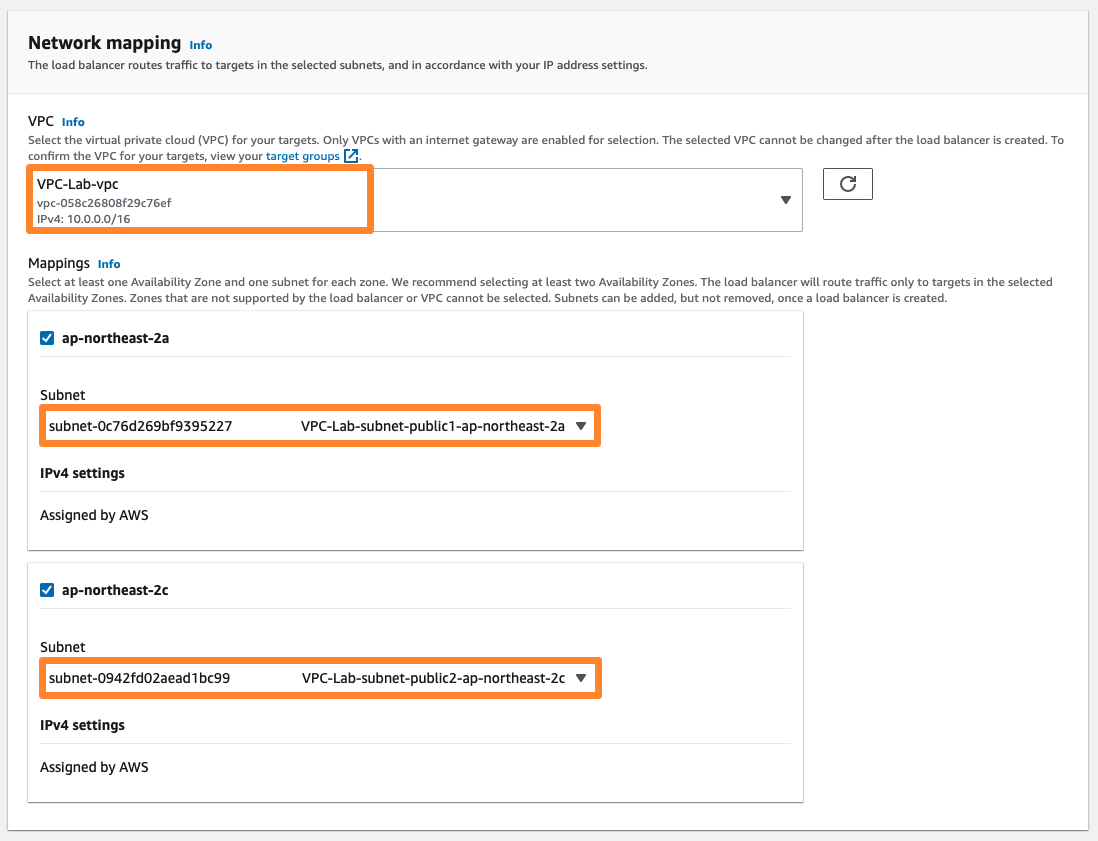 Network mapping Info
The load balancer routes traffic to targets in the selected subnets, and in accordance with your IP address settings.
VPC Info
Select the virtual private cloud (VPC) for your targets. Only VPCs with an internet gateway are enabled for selection. The selected VPC cannot be changed after the load balancer is created. To
confirm the VPC for your targets, view your target groups.
VPC-Lab-vpc
vpc-058c26808f29c76ef
IPv4: 10.0.0.0/16
Mappings Info
Select at least one Availability Zone and one subnet for each zone. We recommend selecting at least two Availability Zones. The load balancer will route traffic only to targets in the selected
Availability Zones. Zones that are not supported by the load balancer or VPC cannot be selected. Subnets can be added, but not removed, once a load balancer is created.
ap-northeast-2a
Subnet
subnet-0c76d269bf9395227 VPC-Lab-subnet-public1-ap-northeast-2a
IPv4 settings
Assigned by AWS
ap-northeast-2c
Subnet
subnet-0942fd02aead1bc99 VPC-Lab-subnet-public2-ap-northeast-2c
IPv4 settings
Assigned by AWS